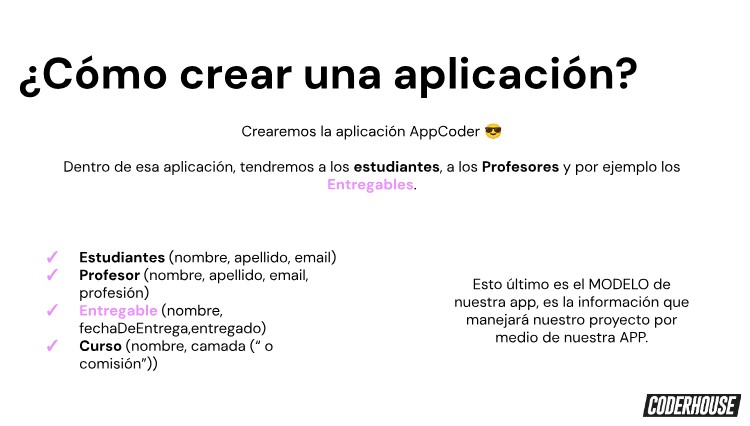 ¿Cómo crear una aplicación?
Crearemos la aplicación AppCoder 😎
Dentro de esa aplicación, tendremos a los estudiantes, a los Profesores y por ejemplo los
Entregables.
✓ Estudiantes (nombre, apellido, email)
✓ Profesor (nombre, apellido, email,
profesión)
✓ Entregable (nombre,
fechaDeEntrega,entregado)
✓ Curso (nombre, camada (“ o
comisión”))
Esto último es el MODELO de
nuestra app, es la información que
manejará nuestro proyecto por
medio de nuestra APP.
CODERHOUSE